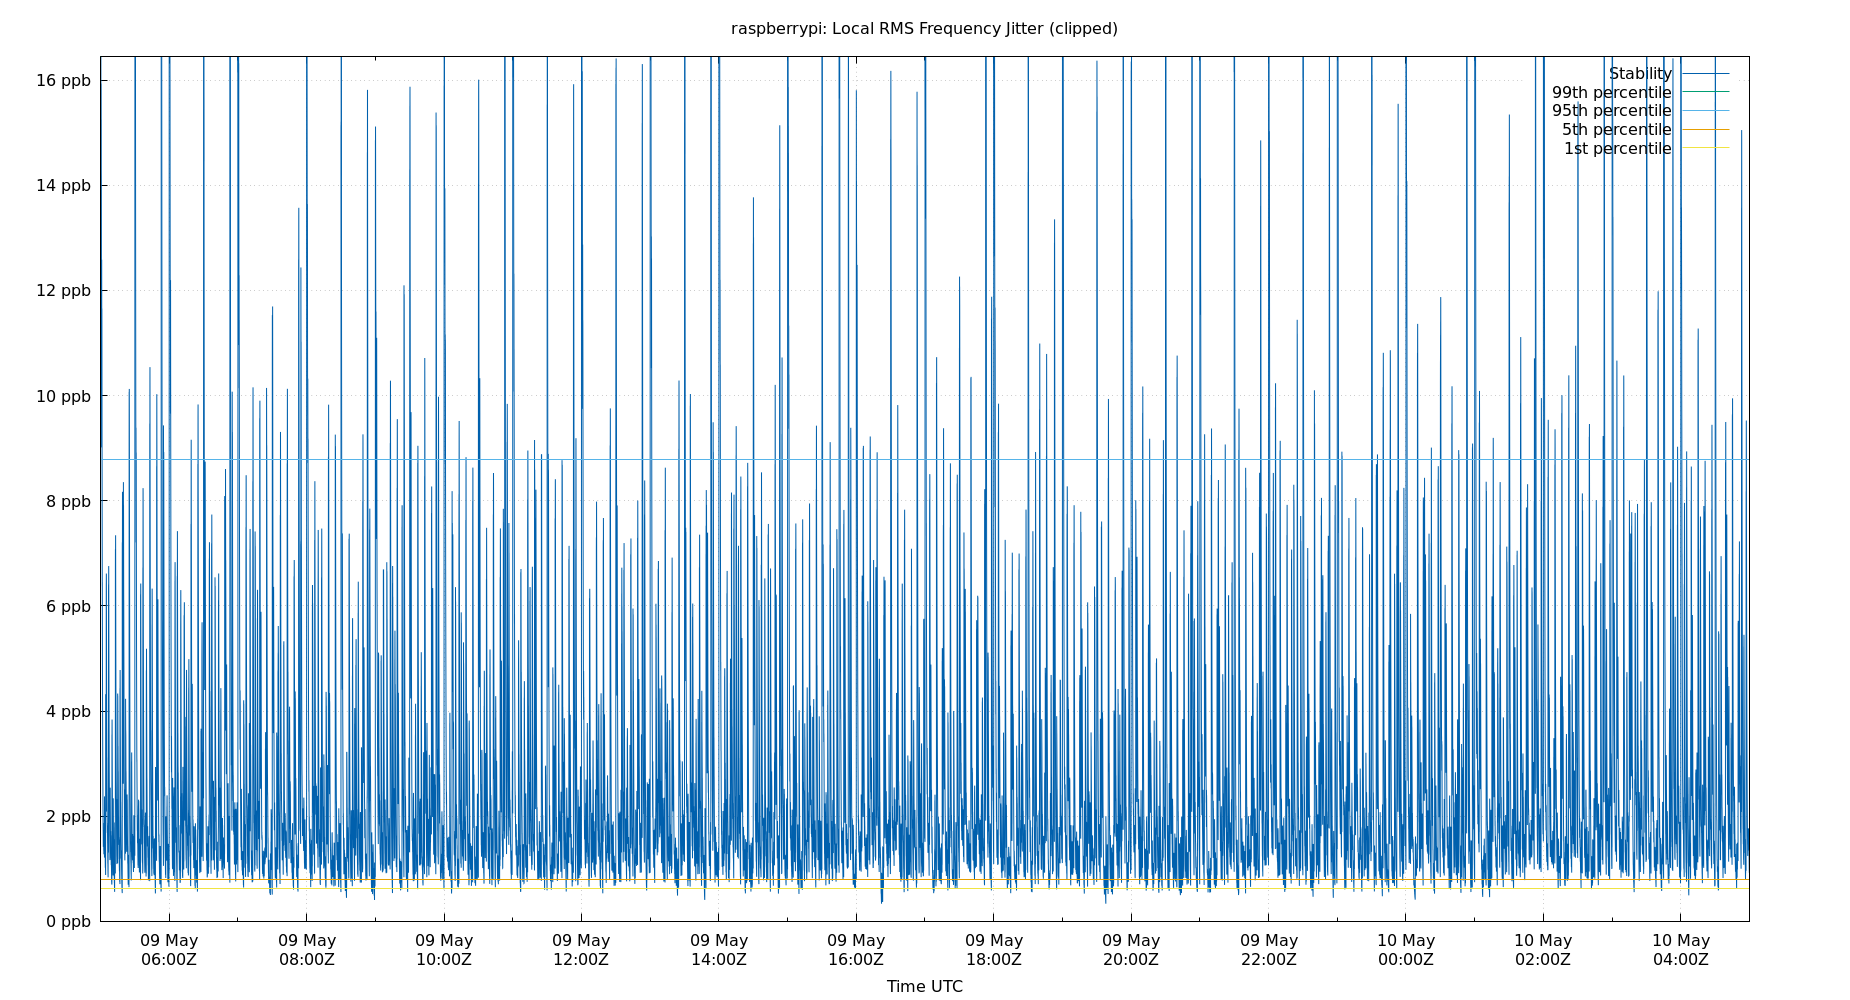 raspberrypi: Local RMS Frequency Jitter (clipped)
16 ppb
14 ppb
12 ppb
10 ppb
8 ppb
6 ppb
4 ppb
2 ppb
0 ppb
Stability
99th percentile
95th percentile
5th percentile
1st percentile
09 May
06:00Z
09 May
08:00Z
09 May
10:00Z
09 May
12:00Z
09 May
14:00Z
09 May
16:00Z
09 May
18:00Z
09 May
20:00Z
09 May
22:00Z
10 May
00:00Z
10 May
02:00Z
10 May
04:00Z
Time UTC